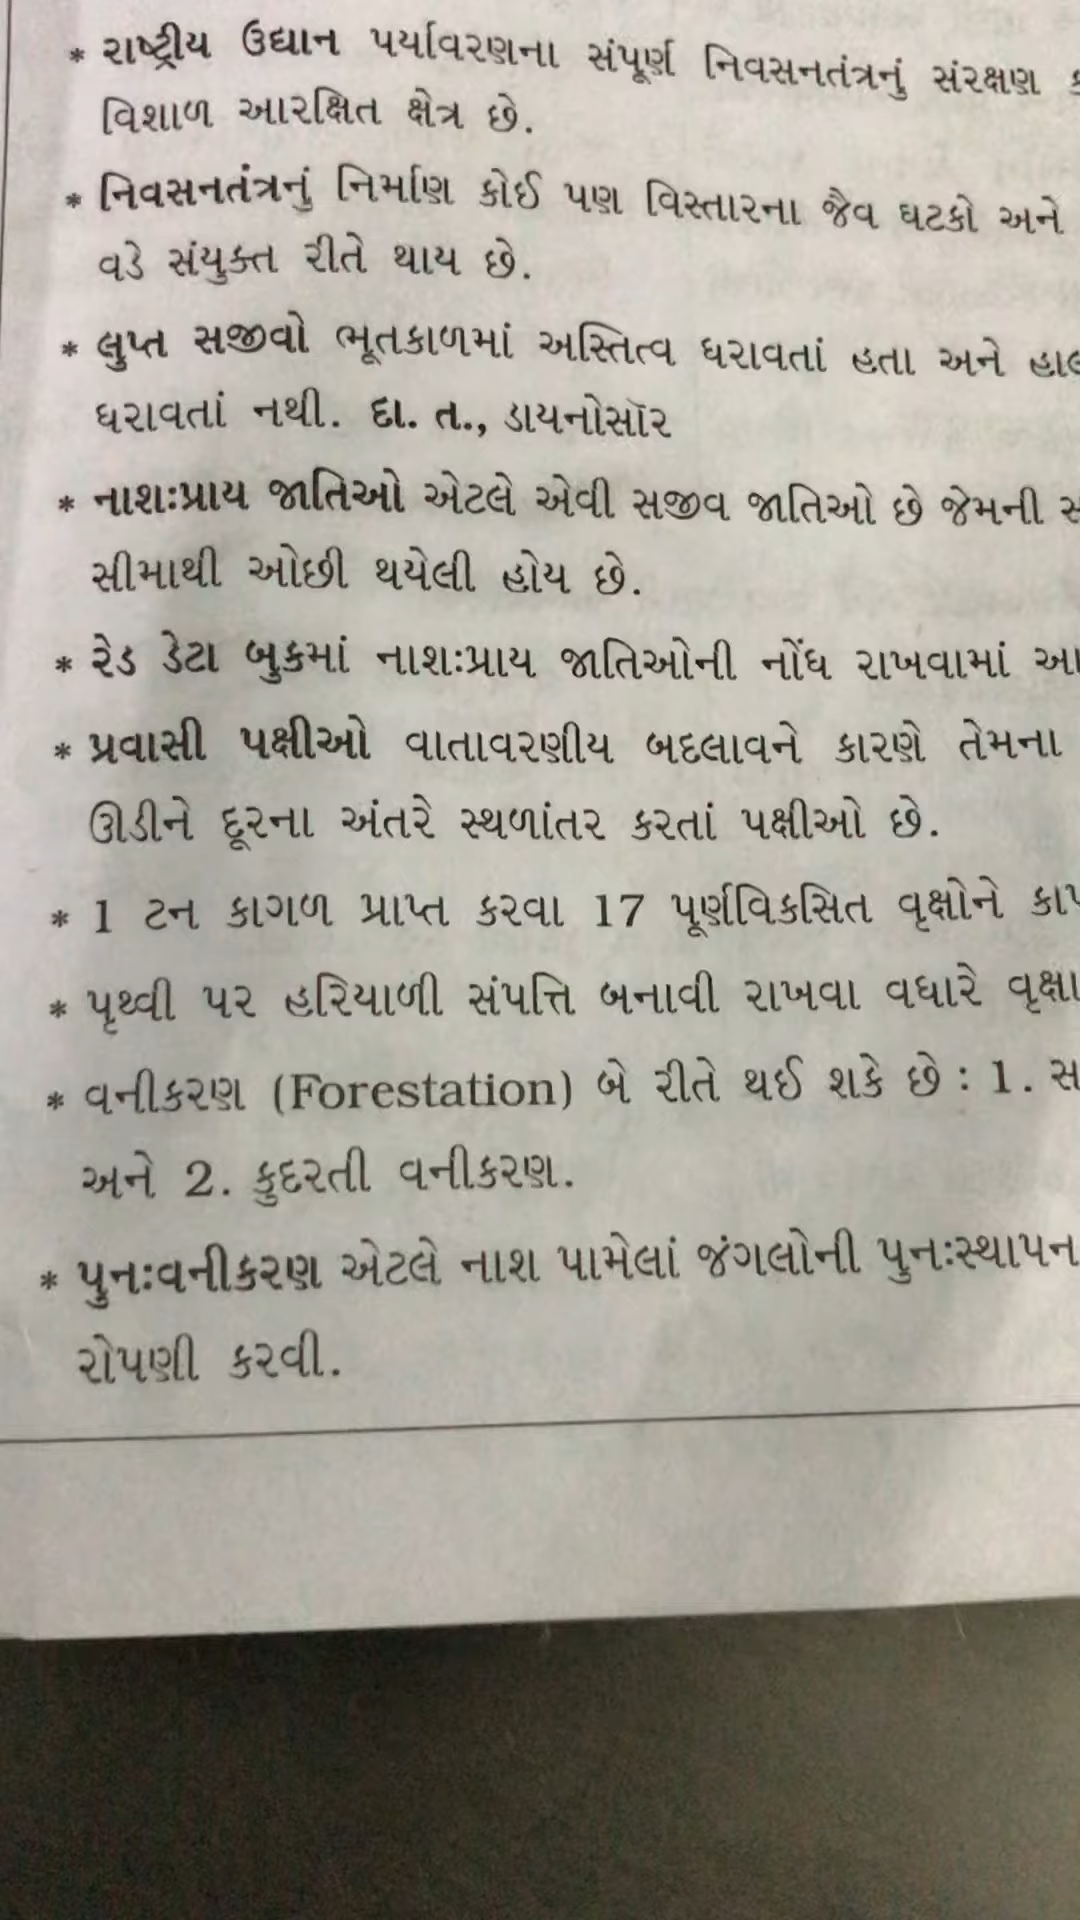 * રાષ્ટ્રીય ઉદ્યાન પર્યાવરણના સંપૂર્ણ નિવસનતંત્રનું સંરક્ષણ
વિશાળ આરક્ષિત ક્ષેત્ર છે.
* નિવસનતંત્રનું નિર્માણ કોઈ પણ વિસ્તારના જૈવ ઘટકો અને
વડે સંયુક્ત રીતે થાય છે.
* લુપ્ત સજીવો ભૂતકાળમાં અસ્તિત્વ ધરાવતાં હતા અને
ધરાવતાં નથી. દા. ત., ડાયનોસૉર
* નાશઃપ્રાય જાતિઓ એટલે એવી સજીવ જાતિઓ છે જેમની
સીમાથી ઓછી થયેલી હોય છે.
* રેડ ડેટા બુકમાં નાશઃપ્રાય જાતિઓની નોંધ રાખવામાં
* પ્રવાસી પક્ષીઓ વાતાવરણીય બદલાવને કારણે તેમના
ઊડીને દૂરના અંતરે સ્થળાંતર કરતાં પક્ષીઓ છે.
* 1 ટન કાગળ પ્રાપ્ત કરવા 17 પૂર્ણવિકસિત વૃક્ષોને
* પૃથ્વી પર હરિયાળી સંપત્તિ બનાવી રાખવા વધારે
* વનીકરણ (Forestation) બે રીતે થઈ શકે છે : 1.
અને 2. કુદરતી વનીકરણ.
* પુનઃવનીકરણ એટલે નાશ પામેલાં જંગલોની
રોપણી કરવી.